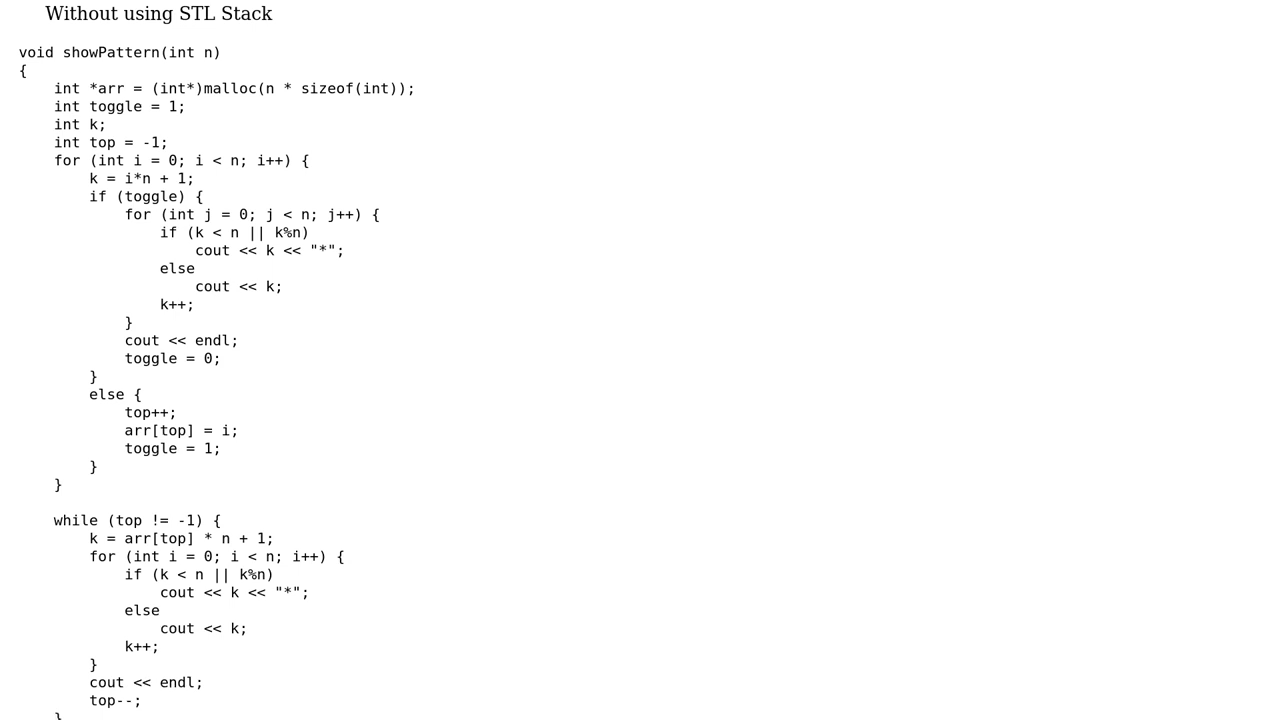 Without using STL Stack
void showPattern(int n)
{
    int *arr = (int*)malloc(n * sizeof(int));
    int toggle = 1;
    int k;
    int top = -1;
    for (int i = 0; i < n; i++) {
        k = i*n + 1;
        if (toggle) {
            for (int j = 0; j < n; j++) {
                if (k < n || k%n)
                    cout << k << "*";
                else
                    cout << k;
                k++;
            }
            cout << endl;
            toggle = 0;
        }
        else {
            top++;
            arr[top] = i;
            toggle = 1;
        }
    }
    while (top != -1) {
        k = arr[top] * n + 1;
        for (int i = 0; i < n; i++) {
            if (k < n || k%n)
                cout << k << "*";
            else
                cout << k;
            k++;
        }
        cout << endl;
        top--;
    }